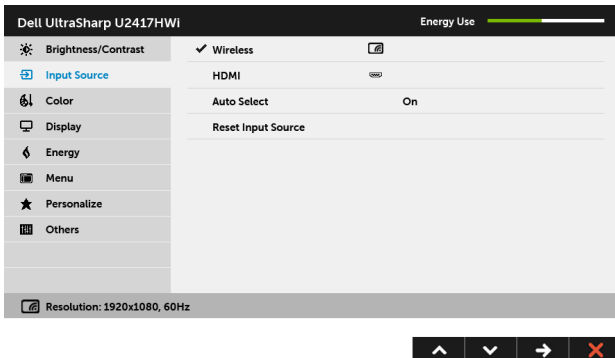 Dell UltraSharp U2417HWi Energy Use
Brightness/Contrast
Input Source
Color
Display
Energy
Menu
Personalize
Others
Wireless
HDMI
Auto Select On
Reset Input Source
Resolution: 1920x1080, 60Hz